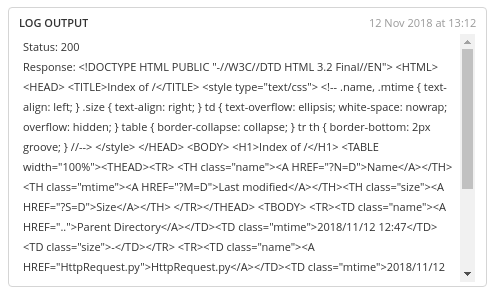 LOG OUTPUT 12 Nov 2018 at 13:12
Status: 200
Response: <!DOCTYPE HTML PUBLIC "-//W3C//DTD HTML 3.2 Final//EN"> <HTML>
<HEAD> <TITLE>Index of /</TITLE> <style type="text/css"> <!-- .name, .mtime { text-
align: left; } .size { text-align: right; } td { text-overflow: ellipsis; white-space: nowrap;
overflow: hidden; } table { border-collapse: collapse; } tr th { border-bottom: 2px
groove; } //--> </style> </HEAD> <BODY> <H1>Index of /</H1> <TABLE
width="100%"><THEAD><TR> <TH class="name"><A HREF="?N=D">Name</A></TH>
<TH class="mtime"><A HREF="?M=D">Last modified</A></TH><TH class="size"><A
HREF="?S=D">Size</A></TH> </TR></THEAD> <TBODY> <TR><TD class="name"><A
HREF="..">Parent Directory</A></TD><TD class="mtime">2018/11/12 12:47</TD>
<TD class="size">-</TD></TR> <TR><TD class="name"><A
HREF="HttpRequest.py">HttpRequest.py</A></TD><TD class="mtime">2018/11/12